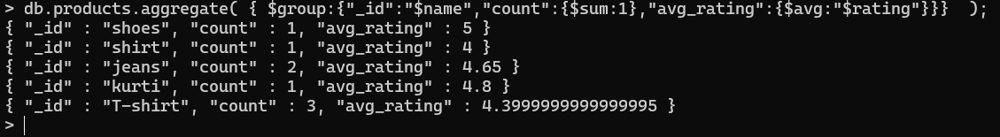 > db.products.aggregate( { $group:{"_id":"$name","count":{$sum:1},"avg_rating":{$avg:"$rating"}}}  );
{ "_id" : "shoes", "count" : 1, "avg_rating" : 5 }
{ "_id" : "shirt", "count" : 1, "avg_rating" : 4 }
{ "_id" : "jeans", "count" : 2, "avg_rating" : 4.65 }
{ "_id" : "kurti", "count" : 1, "avg_rating" : 4.8 }
{ "_id" : "T-shirt", "count" : 3, "avg_rating" : 4.3999999999999995 }
>